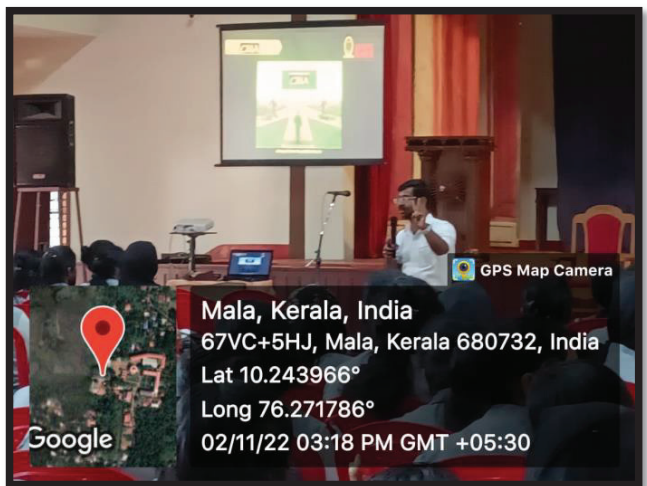 GPS Map Camera
Mala, Kerala, India
67VC+5HJ, Mala, Kerala 680732, India
Lat 10.243966°
Long 76.271786°
02/11/22 03:18 PM GMT +05:30
Google